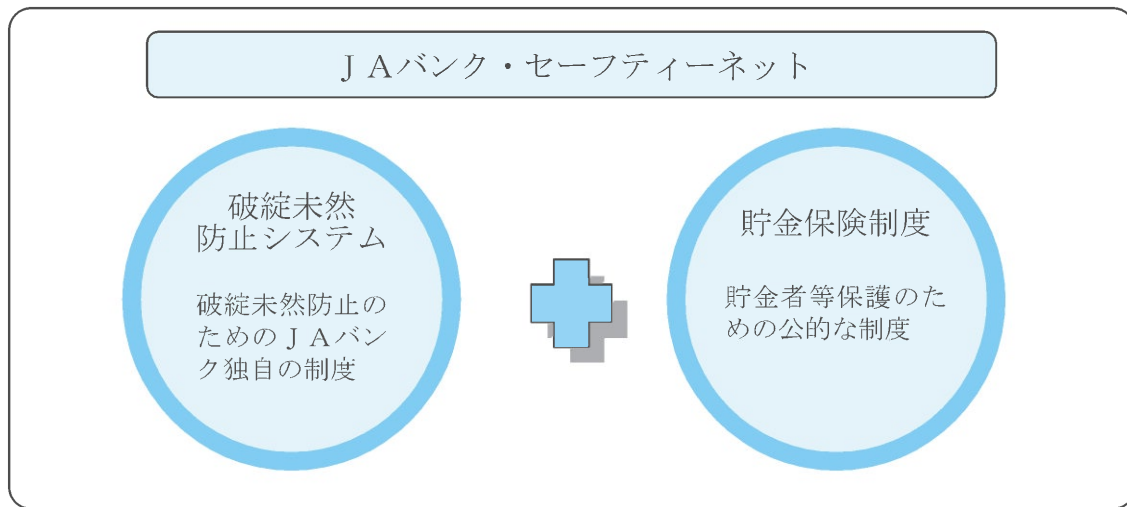 ＪＡバンク・セーフティーネット
破綻未然
防止システム
破綻未然防止の
ためのＪＡバン
ク独自の制度
貯金保険制度
貯金者等保護のた
めの公的な制度